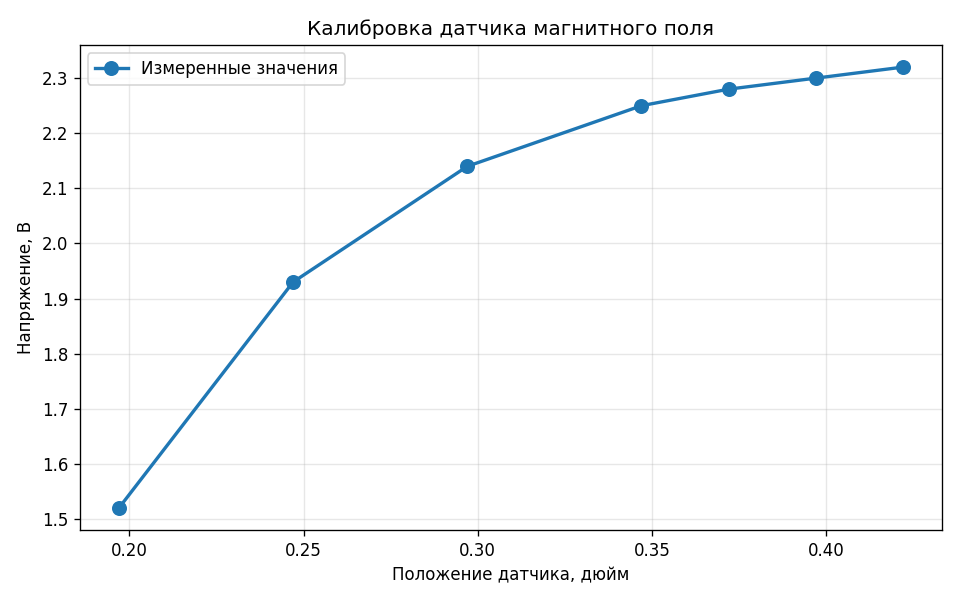 Калибровка датчика магнитного поля
Измеренные значения
Напряжение, В
2.3
2.2
2.1
2.0
1.9
1.8
1.7
1.6
1.5
0.20 0.25 0.30 0.35 0.40
Положение датчика, дюйм